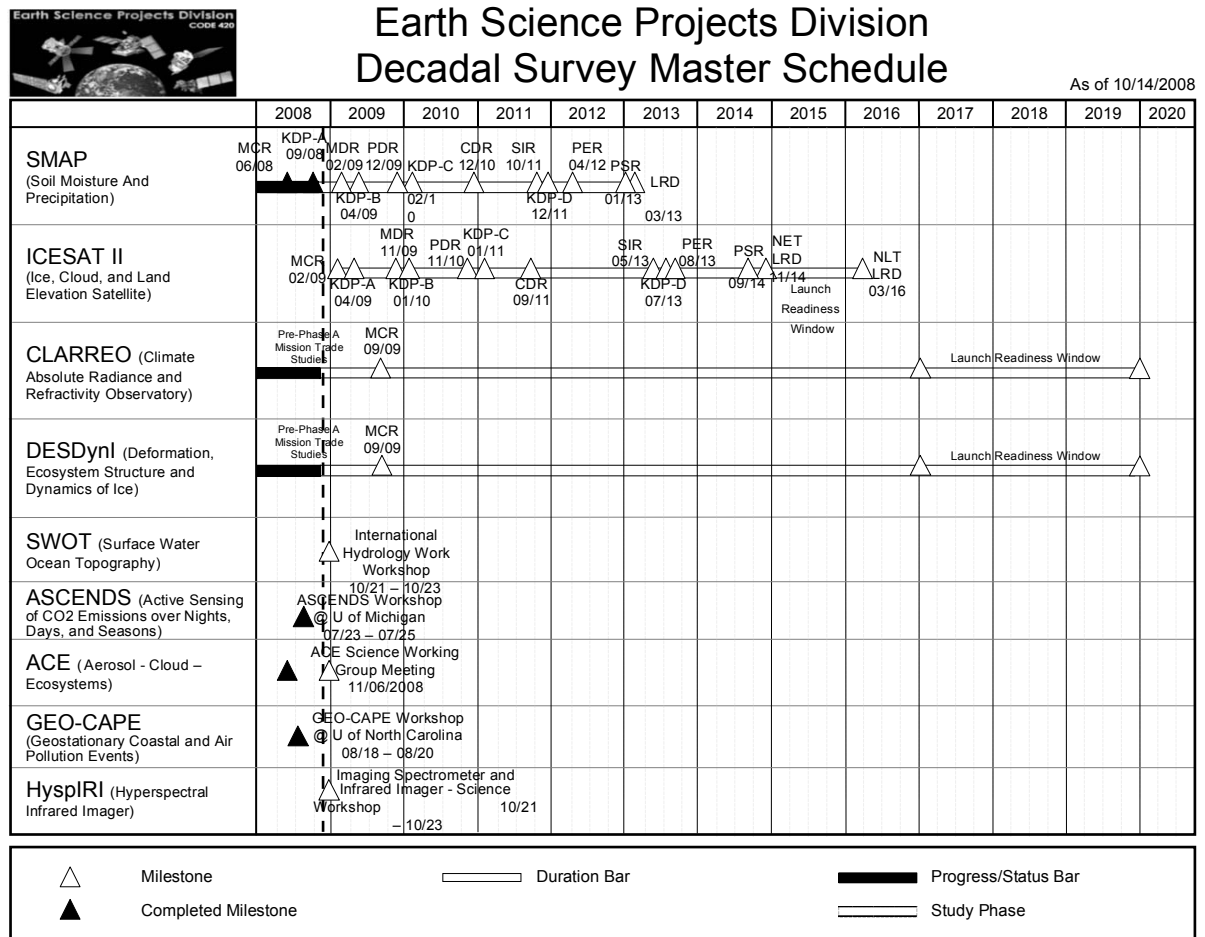 Earth Science Projects Division
CODE 420
Earth Science Projects Division
Decadal Survey Master Schedule
As of 10/14/2008
2008 2009 2010 2011 2012 2013 2014 2015 2016 2017 2018 2019 2020
SMAP
(Soil Moisture And
Precipitation)
MCR
06/08
KDP-A
09/08
MDR
02/09
KDP-B
04/09
PDR
12/09
KDP-C
02/1
0
CDR
12/10
SIR
10/11
KDP-D
12/11
PER
04/12
PSR
01/13
LRD
03/13
ICESAT II
(Ice, Cloud, and Land
Elevation Satellite)
MCR
02/09
KDP-A
04/09
MDR
11/09
KDP-B
01/10
PDR
11/10
KDP-C
01/11
CDR
09/11
SIR
05/13
KDP-D
07/13
PER
08/13
PSR
09/14
NET
LRD
11/14
Launch
Readiness
Window
NLT
LRD
03/16
CLARREO (Climate
Absolute Radiance and
Refractivity Observatory)
Pre-Phase A
Mission Trade
Studies
MCR
09/09
Launch Readiness Window
DESDynI (Deformation,
Ecosystem Structure and
Dynamics of Ice)
Pre-Phase A
Mission Trade
Studies
MCR
09/09
Launch Readiness Window
SWOT (Surface Water
Ocean Topography)
International
Hydrology Work
Workshop
10/21 – 10/23
ASCENDS (Active Sensing
of CO2 Emissions over Nights,
Days, and Seasons)
ASCENDS Workshop
@ U of Michigan
07/23 – 07/25
ACE (Aerosol - Cloud –
Ecosystems)
ACE Science Working
Group Meeting
11/06/2008
GEO-CAPE
(Geostationary Coastal and Air
Pollution Events)
GEO-CAPE Workshop
@ U of North Carolina
08/18 – 08/20
HyspIRI (Hyperspectral
Infrared Imager)
Imaging Spectrometer and
Infrared Imager - Science
Workshop 10/21
– 10/23
Milestone
Duration Bar
Progress/Status Bar
Completed Milestone
Study Phase